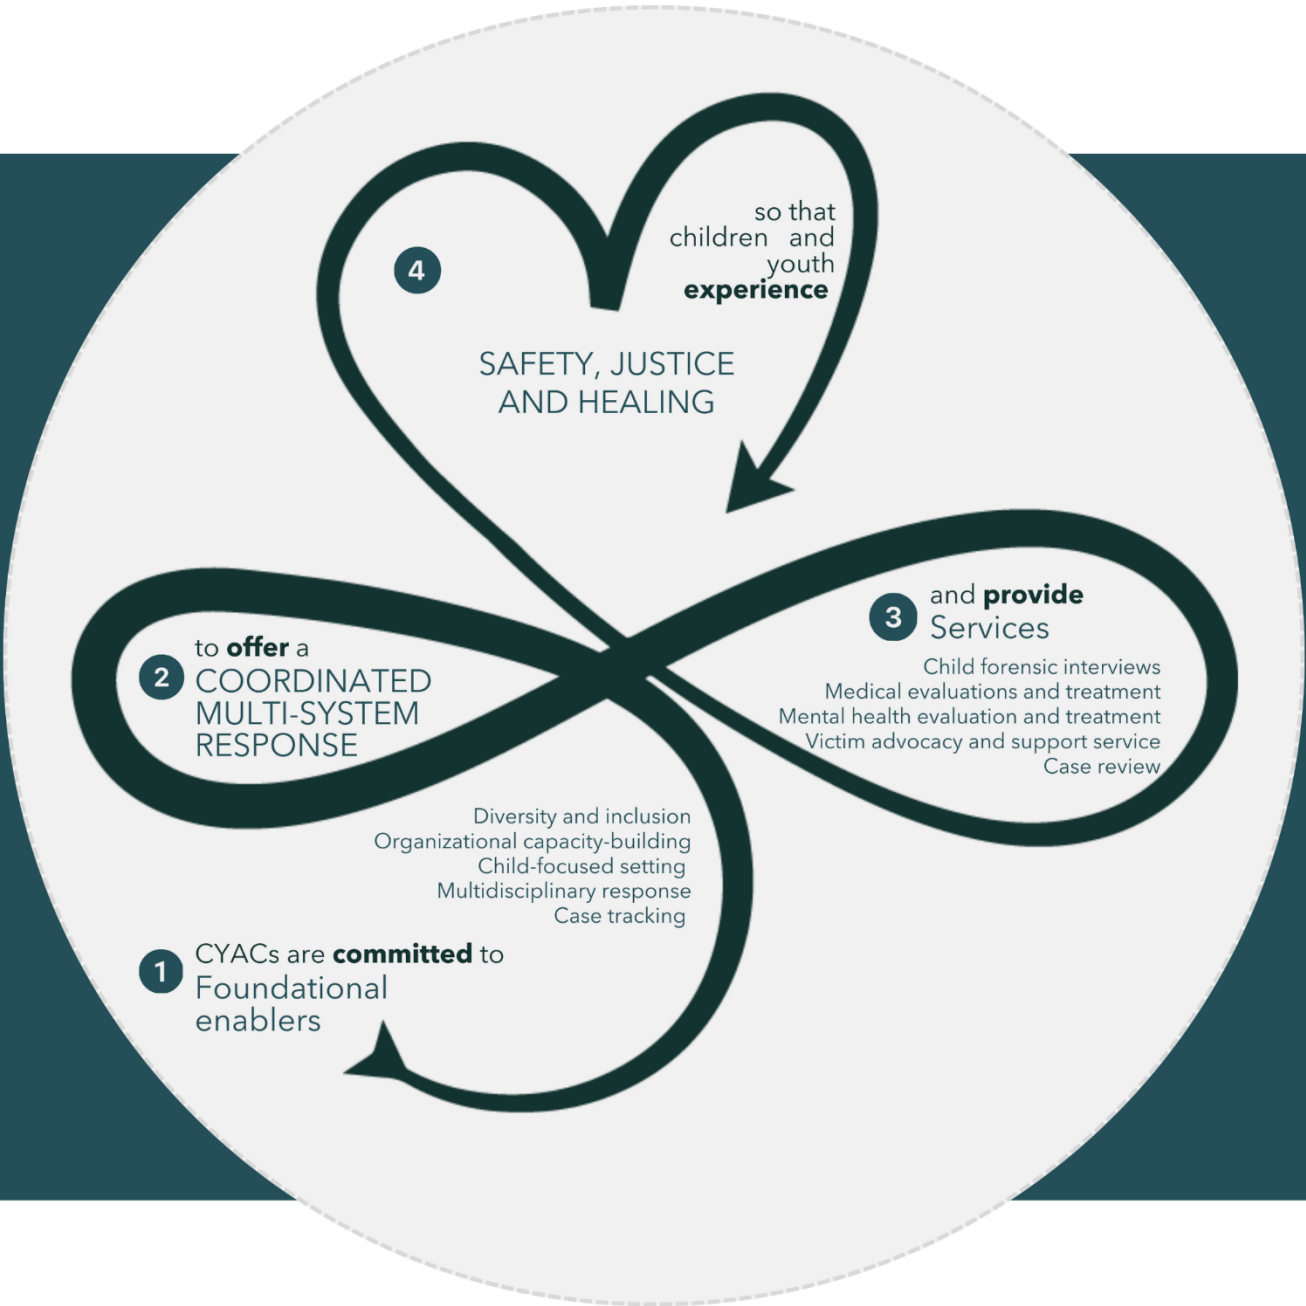 4
so that
children and
youth
experience
SAFETY, JUSTICE
AND HEALING
3
and provide
Services
Child forensic interviews
Medical evaluations and treatment
Mental health evaluation and treatment
Victim advocacy and support service
Case review
2
to offer a
COORDINATED
MULTI-SYSTEM
RESPONSE
Diversity and inclusion
Organizational capacity-building
Child-focused setting
Multidisciplinary response
Case tracking
1
CYACs are committed to
Foundational
enablers